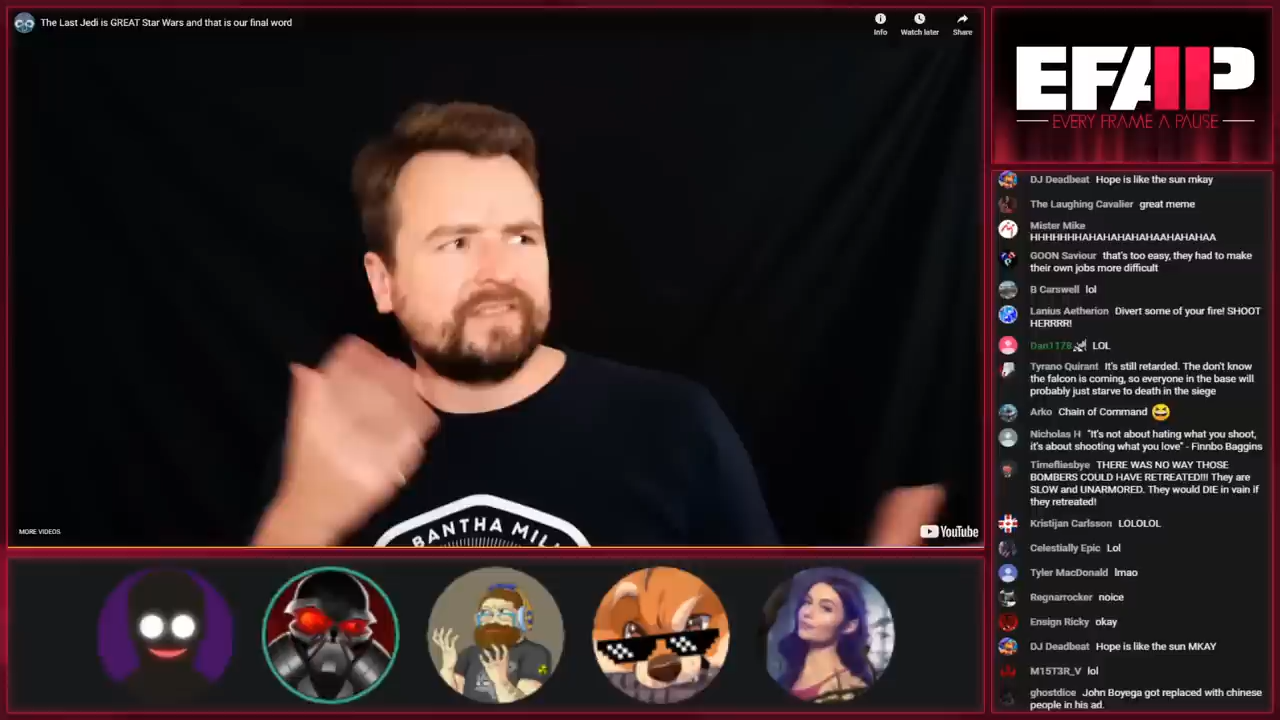 The Last Jedi is GREAT Star Wars and that is our final word
Info
Watch later
Share
BANTHA MIL
MORE VIDEOS
YouTube
EFAP
EVERY FRAME A PAUSE
DJ Deadbeat Hope is like the sun mkay
The Laughing Cavalier great meme
Mister Mike
HHHHHHHAHAHAHAHAHAAHAHAHAA
GOON Saviour that's too easy, they had to make
their own jobs more difficult
B Carswell lol
Lanius Aetherion Divert some of your fire! SHOOT
HERRRR!
Dan1178 LOL
Tyrano Quirant It's still retarded. The don't know
the falcon is coming, so everyone in the base will
probably just starve to death in the siege
Arko Chain of Command 😆
Nicholas H "It's not about hating what you shoot,
it's about shooting what you love" - Finnbo Baggins
Timefliesbye THERE WAS NO WAY THOSE
BOMBERS COULD HAVE RETREATED!!! They are
SLOW and UNARMORED. They would DIE in vain if
they retreated!
Kristijan Carlsson LOLOLOL
Celestially Epic Lol
Tyler MacDonald lmao
Regnarrocker noice
Ensign Ricky okay
DJ Deadbeat Hope is like the sun MKAY
M15T3R_V lol
ghostdice John Boyega got replaced with chinese
people in his ad.